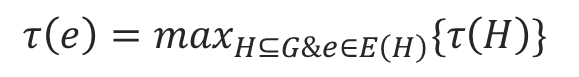 τ(e) = max_{H⊆G&e∈E(H)}{τ(H)}